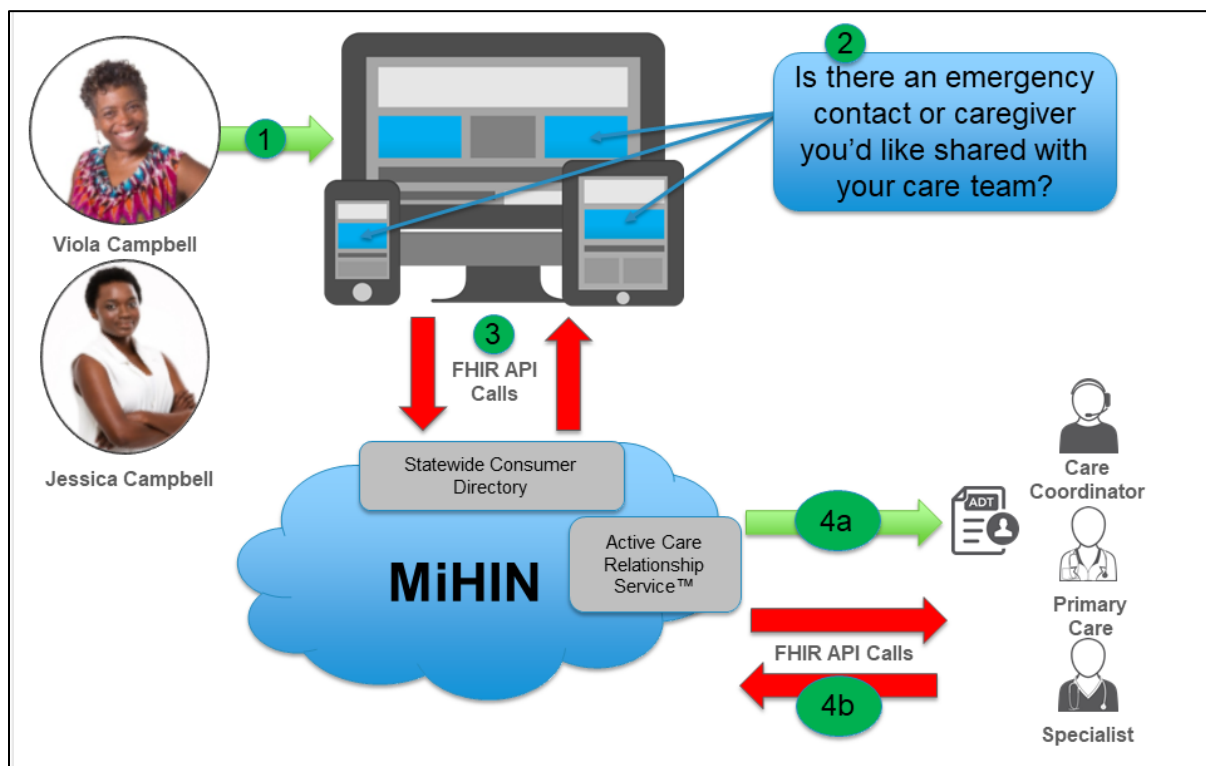 2
Is there an emergency
contact or caregiver
you'd like shared with
your care team?
1
Viola Campbell
3
FHIR API
Calls
Jessica Campbell
Statewide Consumer
Directory
Active Care
Relationship
Service™
MiHIN
4a
ADT
Care
Coordinator
Primary
Care
FHIR API Calls
4b
Specialist